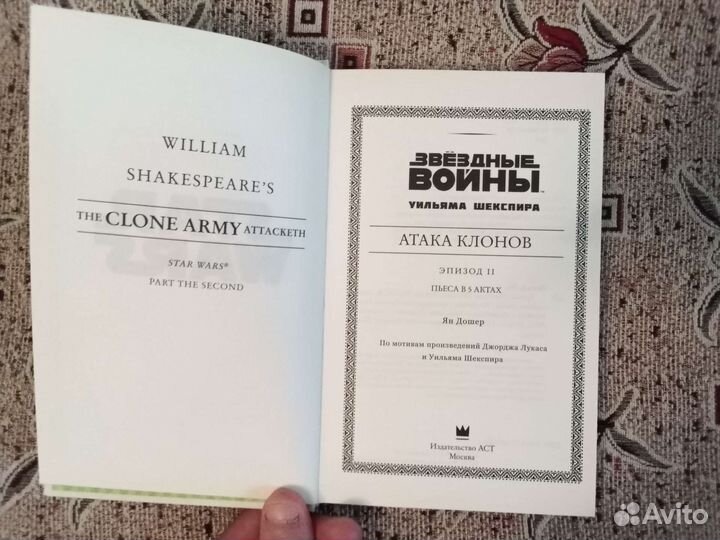 WILLIAM
SHAKESPEARE'S
THE CLONE ARMY ATTACKETH
STAR WARS®
PART THE SECOND
ЗВЁЗДНЫЕ
ВОЙНЫ™
УИЛЬЯМА ШЕКСПИРА
АТАКА КЛОНОВ
ЭПИЗОД II
ПЬЕСА В 5 АКТАХ
Ян Дошер
По мотивам произведений Джорджа Лукаса
и Уильяма Шекспира
Издательство АСТ
Москва
Avito